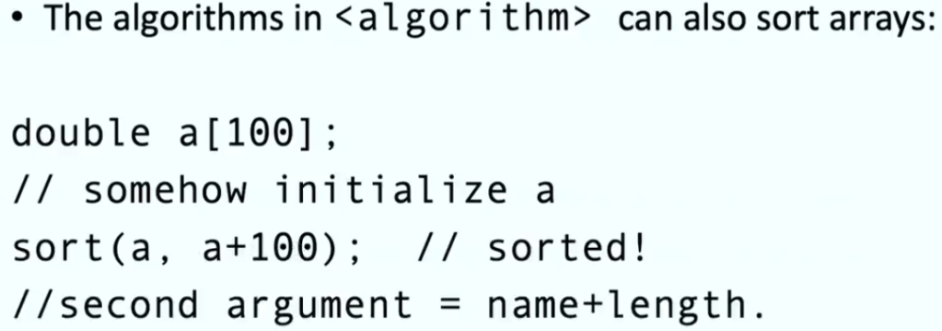 • The algorithms in <algorithm> can also sort arrays:
double a[100];
// somehow initialize a
sort(a, a+100);  // sorted!
//second argument = name+length.